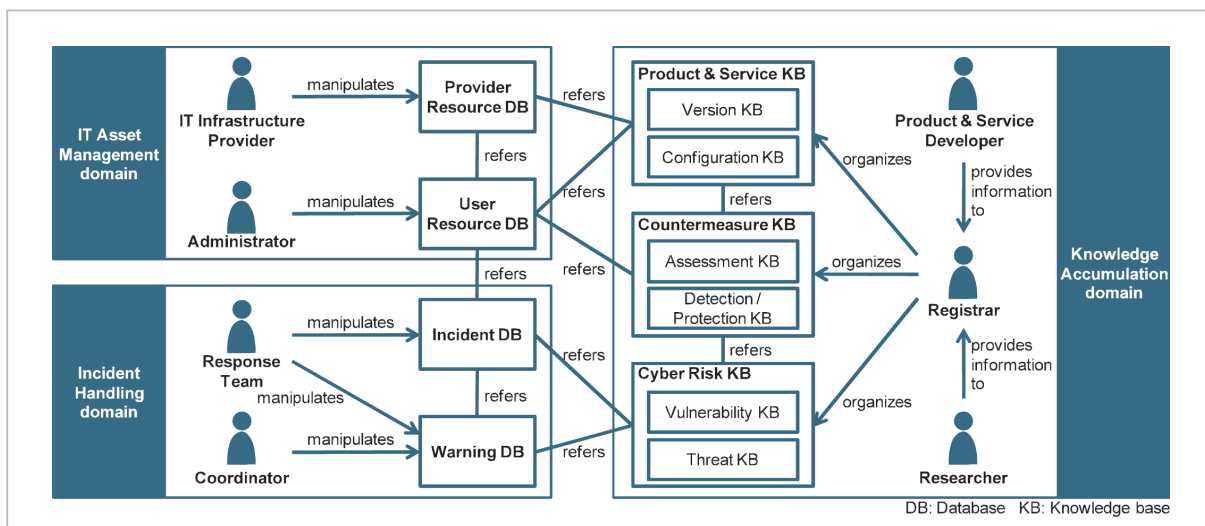 IT Asset
Management
domain
IT Infrastructure
Provider
manipulates
Provider
Resource DB
refers
refers
Administrator
manipulates
User
Resource DB
refers
refers
refers
Incident
Handling
domain
Response
Team
manipulates
manipulates
Incident DB
refers
refers
Coordinator
manipulates
Warning DB
refers
Product & Service KB
Version KB
Configuration KB
refers
Countermeasure KB
Assessment KB
Detection /
Protection KB
refers
Cyber Risk KB
Vulnerability KB
Threat KB
organizes
organizes
organizes
Product & Service
Developer
provides
information
to
Registrar
provides
information
to
Researcher
Knowledge
Accumulation
domain
DB: Database KB: Knowledge base